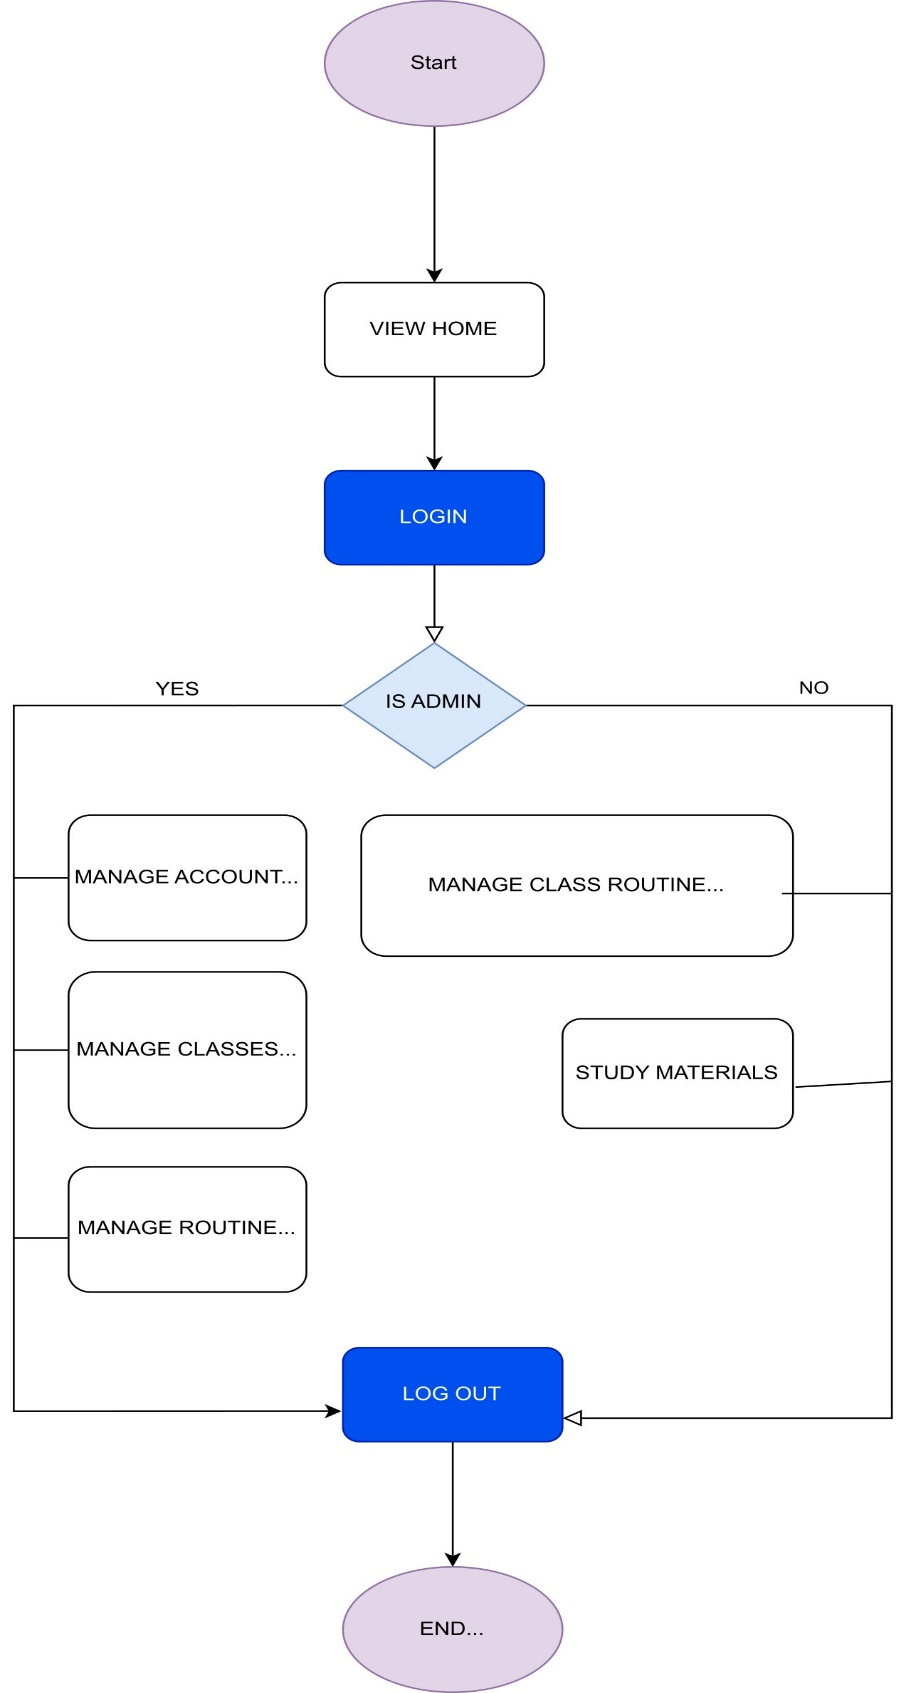 Start
VIEW HOME
LOGIN
IS ADMIN
YES
NO
MANAGE ACCOUNT...
MANAGE CLASS ROUTINE...
MANAGE CLASSES...
STUDY MATERIALS
MANAGE ROUTINE...
LOG OUT
END...